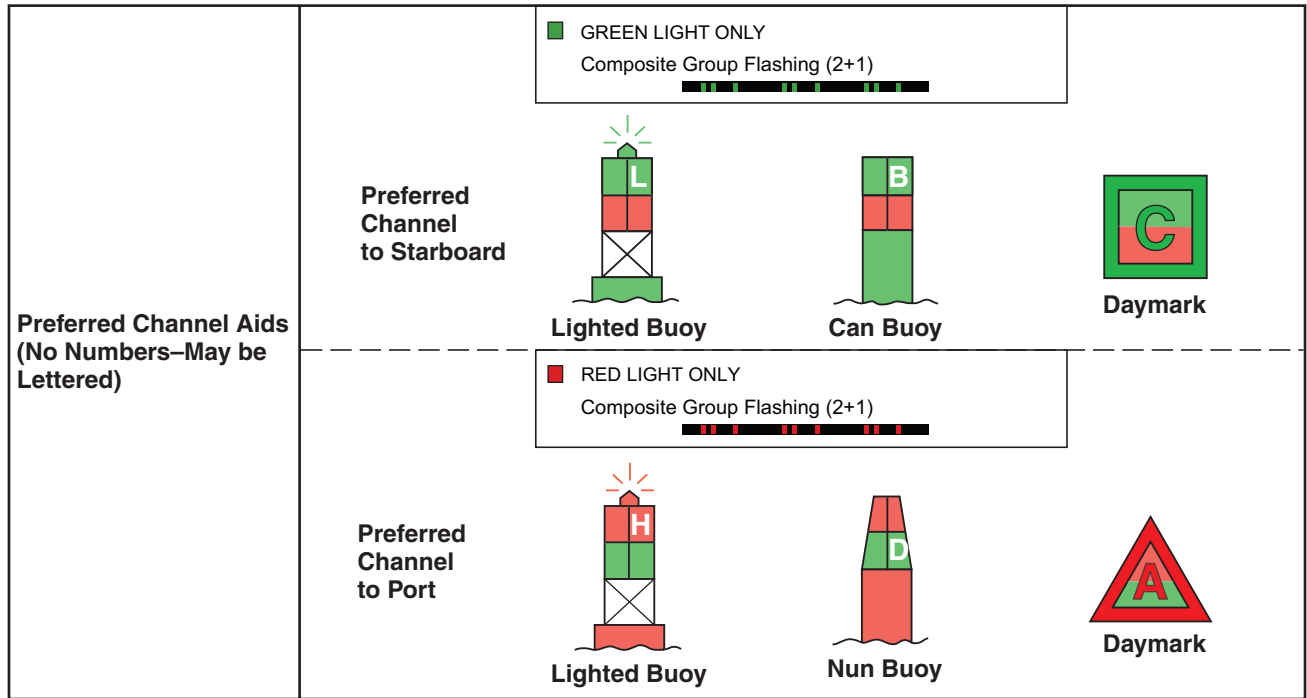 Preferred Channel Aids
(No Numbers–May be
Lettered)
GREEN LIGHT ONLY
Composite Group Flashing (2+1)
Preferred
Channel
to Starboard
L
B
C
Lighted Buoy
Can Buoy
Daymark
RED LIGHT ONLY
Composite Group Flashing (2+1)
Preferred
Channel
to Port
H
D
A
Lighted Buoy
Nun Buoy
Daymark